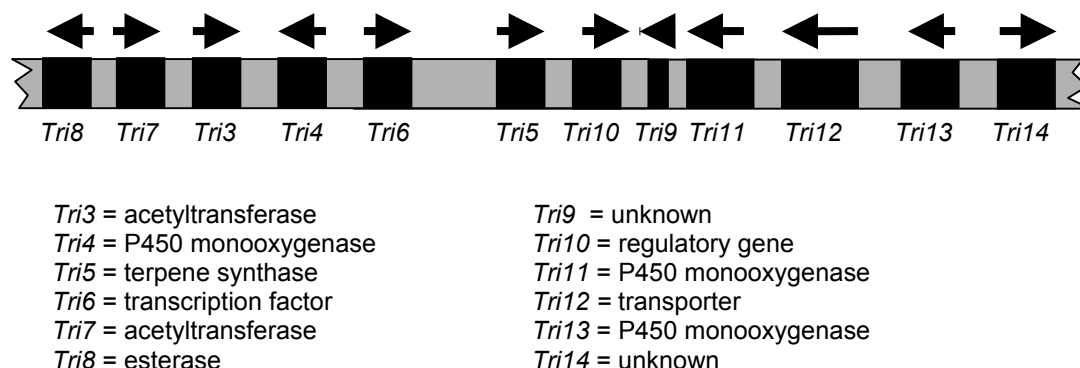 Tri8 Tri7 Tri3 Tri4 Tri6 Tri5 Tri10 Tri9 Tri11 Tri12 Tri13 Tri14
Tri3 = acetyltransferase
Tri4 = P450 monooxygenase
Tri5 = terpene synthase
Tri6 = transcription factor
Tri7 = acetyltransferase
Tri8 = esterase
Tri9 = unknown
Tri10 = regulatory gene
Tri11 = P450 monooxygenase
Tri12 = transporter
Tri13 = P450 monooxygenase
Tri14 = unknown